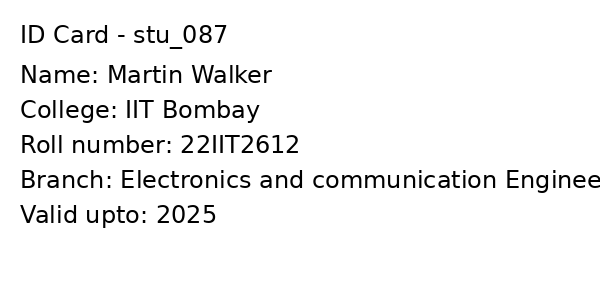 ID Card - stu_087
Name: Martin Walker
College: IIT Bombay
Roll number: 22IIT2612
Branch: Electronics and communication Enginee
Valid upto: 2025